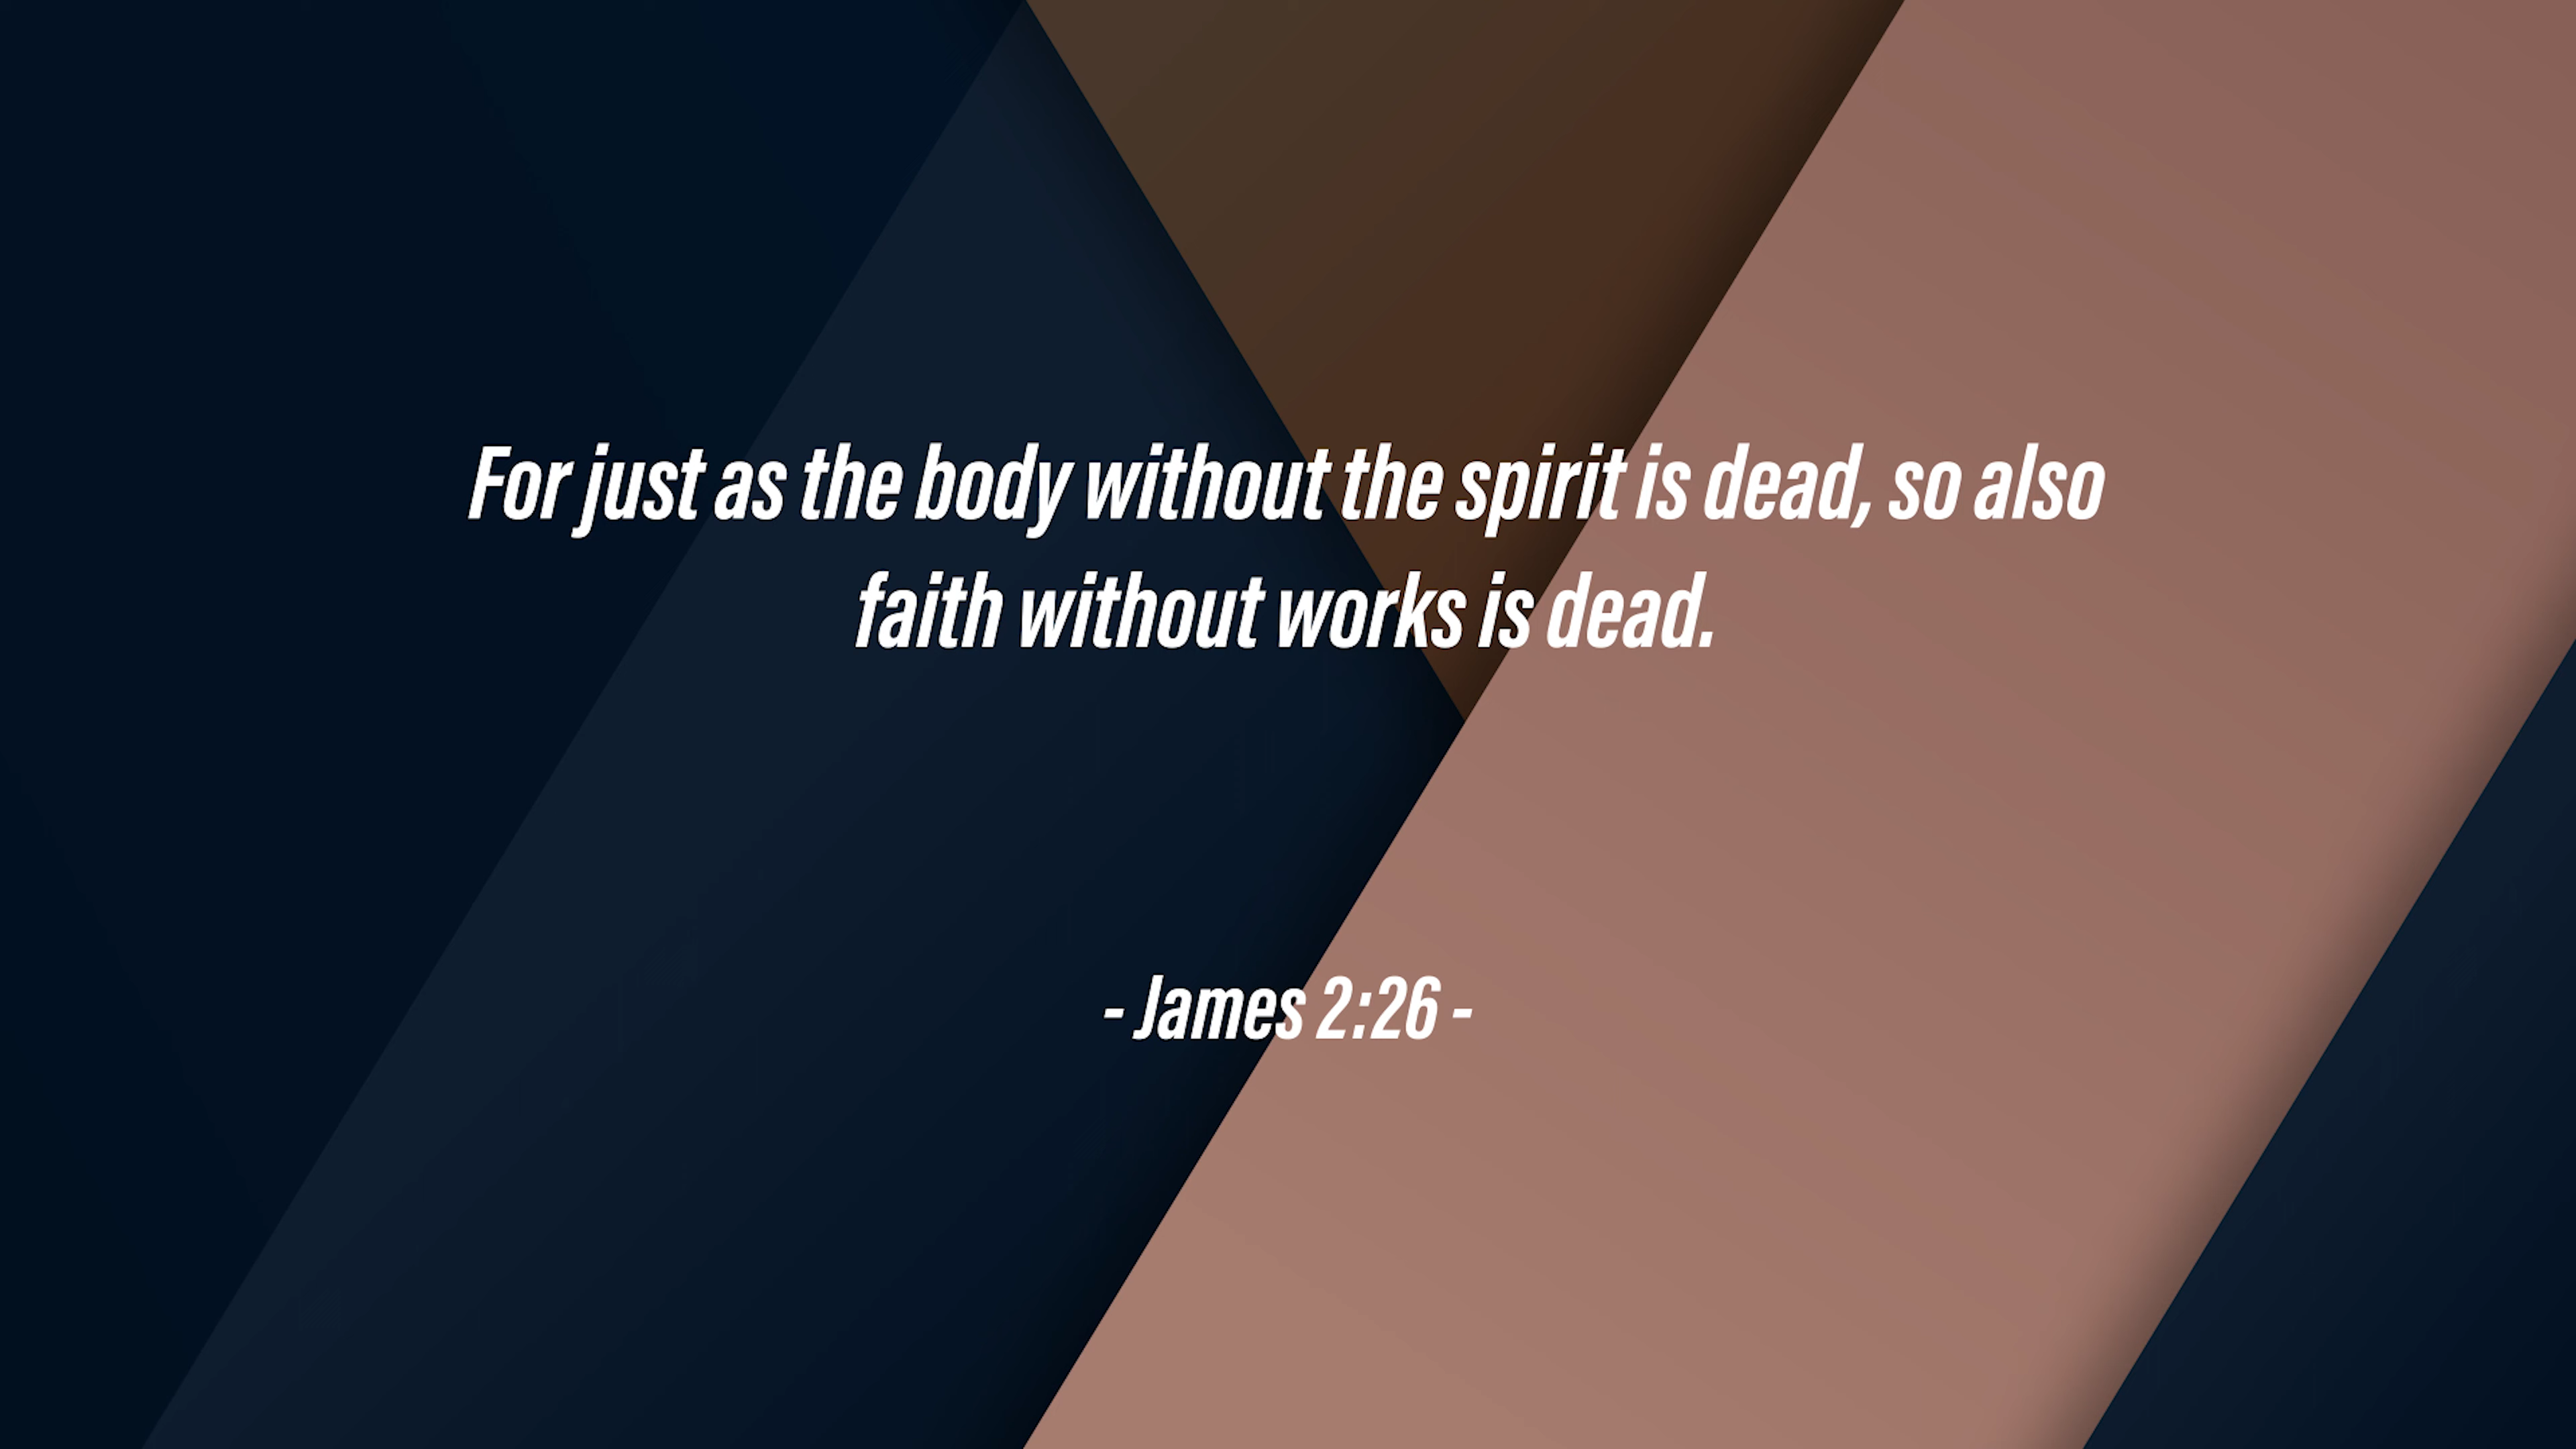 For just as the body without the spirit is dead, so also
faith without works is dead.
- James 2:26 -